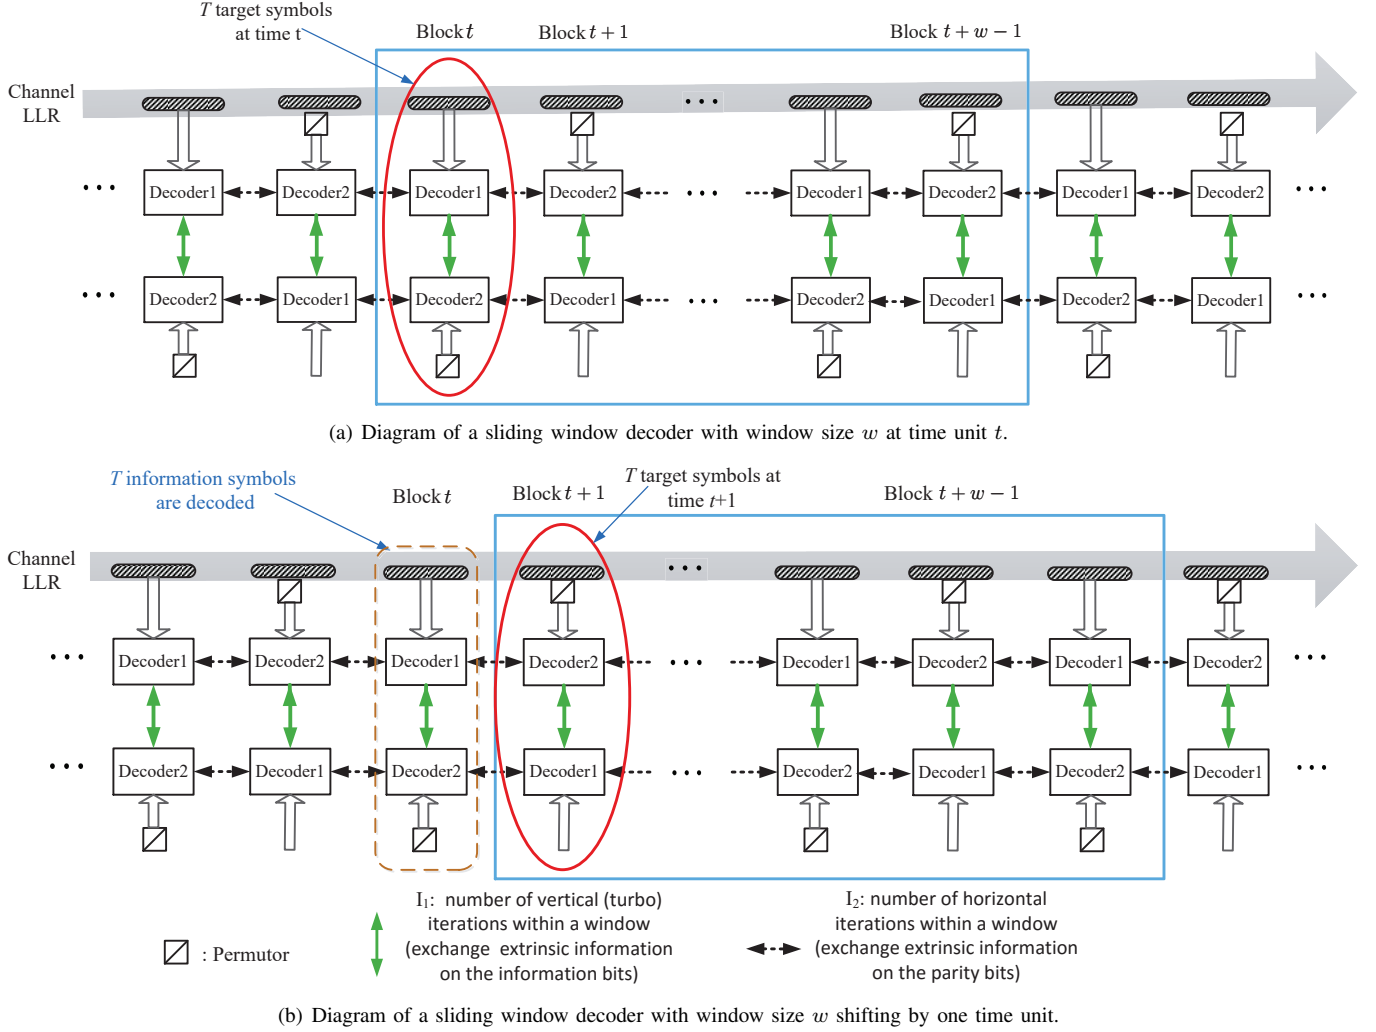 T target symbols
at time t
Block t
Block t + 1
Block t + w − 1
Channel
LLR
• • •
• • •
Decoder1
Decoder2
Decoder1
Decoder2
• • •
Decoder1
Decoder2
Decoder1
Decoder2
• • •
• • •
Decoder2
Decoder1
Decoder2
Decoder1
• • •
Decoder2
Decoder1
Decoder2
Decoder1
• • •
(a) Diagram of a sliding window decoder with window size w at time unit t.
T information symbols
are decoded
Block t
Block t + 1
T target symbols at
time t+1
Block t + w − 1
Channel
LLR
• • •
• • •
Decoder1
Decoder2
Decoder1
Decoder2
• • •
Decoder1
Decoder2
Decoder1
Decoder2
• • •
• • •
Decoder2
Decoder1
Decoder2
Decoder1
• • •
Decoder2
Decoder1
Decoder2
Decoder1
• • •
: Permutor
I₁: number of vertical (turbo)
iterations within a window
(exchange extrinsic information
on the information bits)
I₂: number of horizontal
iterations within a window
(exchange extrinsic information
on the parity bits)
(b) Diagram of a sliding window decoder with window size w shifting by one time unit.